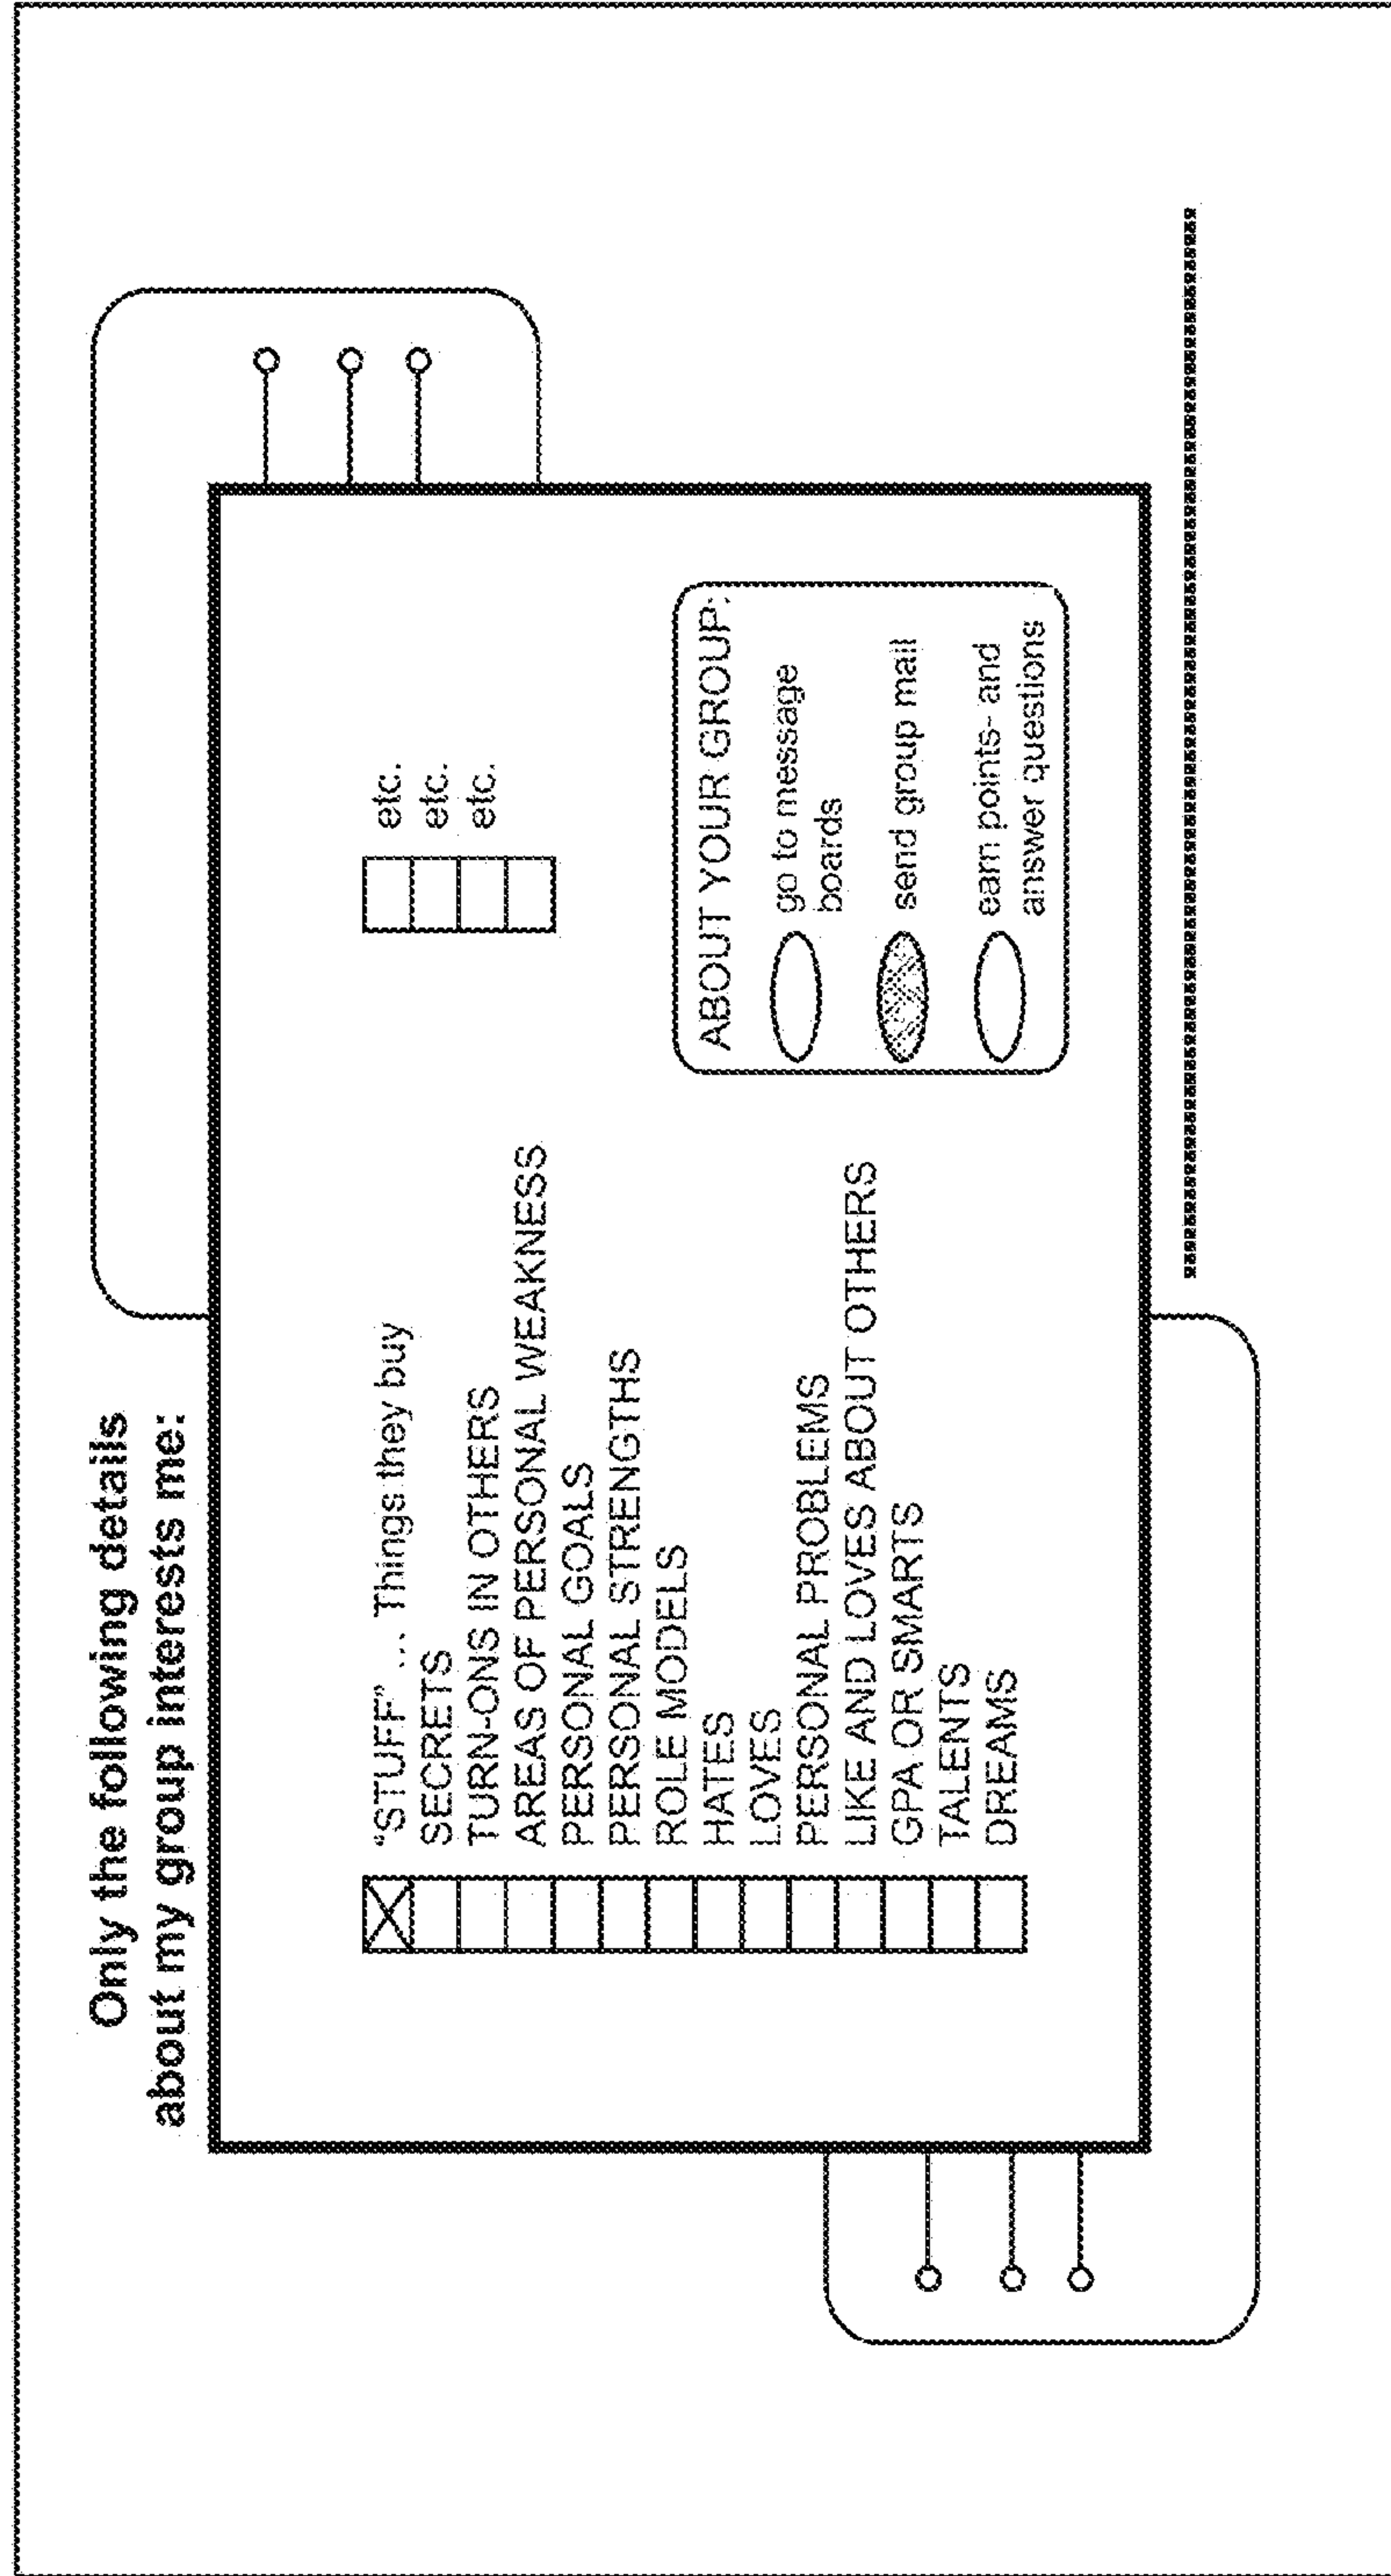 Only the following details
about my group interests me:
"STUFF" ... Things they buy
SECRETS
TURN-ONS IN OTHERS
AREAS OF PERSONAL WEAKNESS
PERSONAL GOALS
PERSONAL STRENGTHS
ROLE MODELS
HATES
LOVES
PERSONAL PROBLEMS
LIKE AND LOVES ABOUT OTHERS
GPA OR SMARTS
TALENTS
DREAMS
etc.
etc.
etc.
ABOUT YOUR GROUP:
go to message
boards
send group mail
earn points- and
answer questions